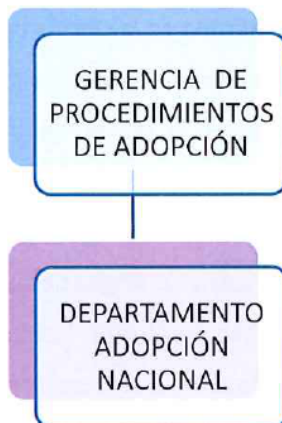 GERENCIA DE
PROCEDIMIENTOS
DE ADOPCIÓN
DEPARTAMENTO
ADOPCIÓN
NACIONAL